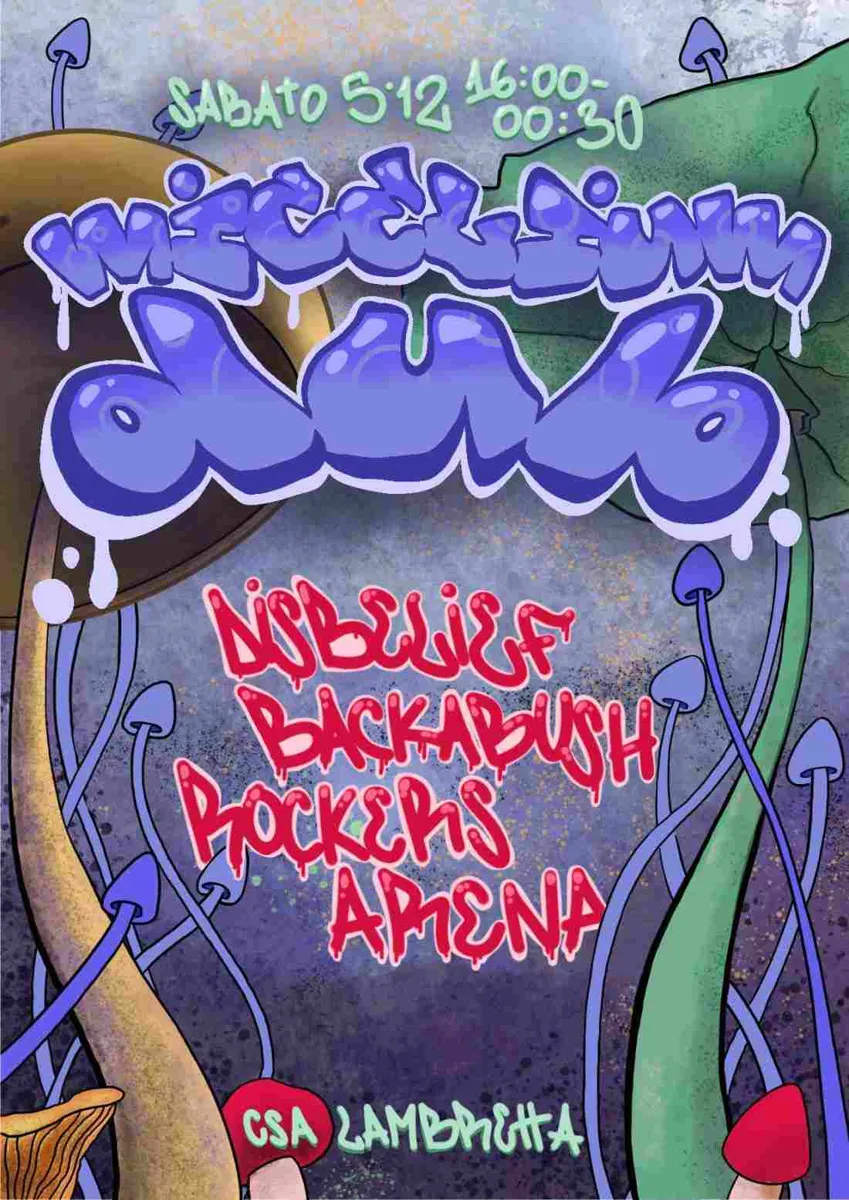 SABATO 5·12 16:00-
00:30
MICELIUM
DUB
DISBELIEF
BACKABUSH
ROCKERS
ARENA
CSA LAMBRETTA